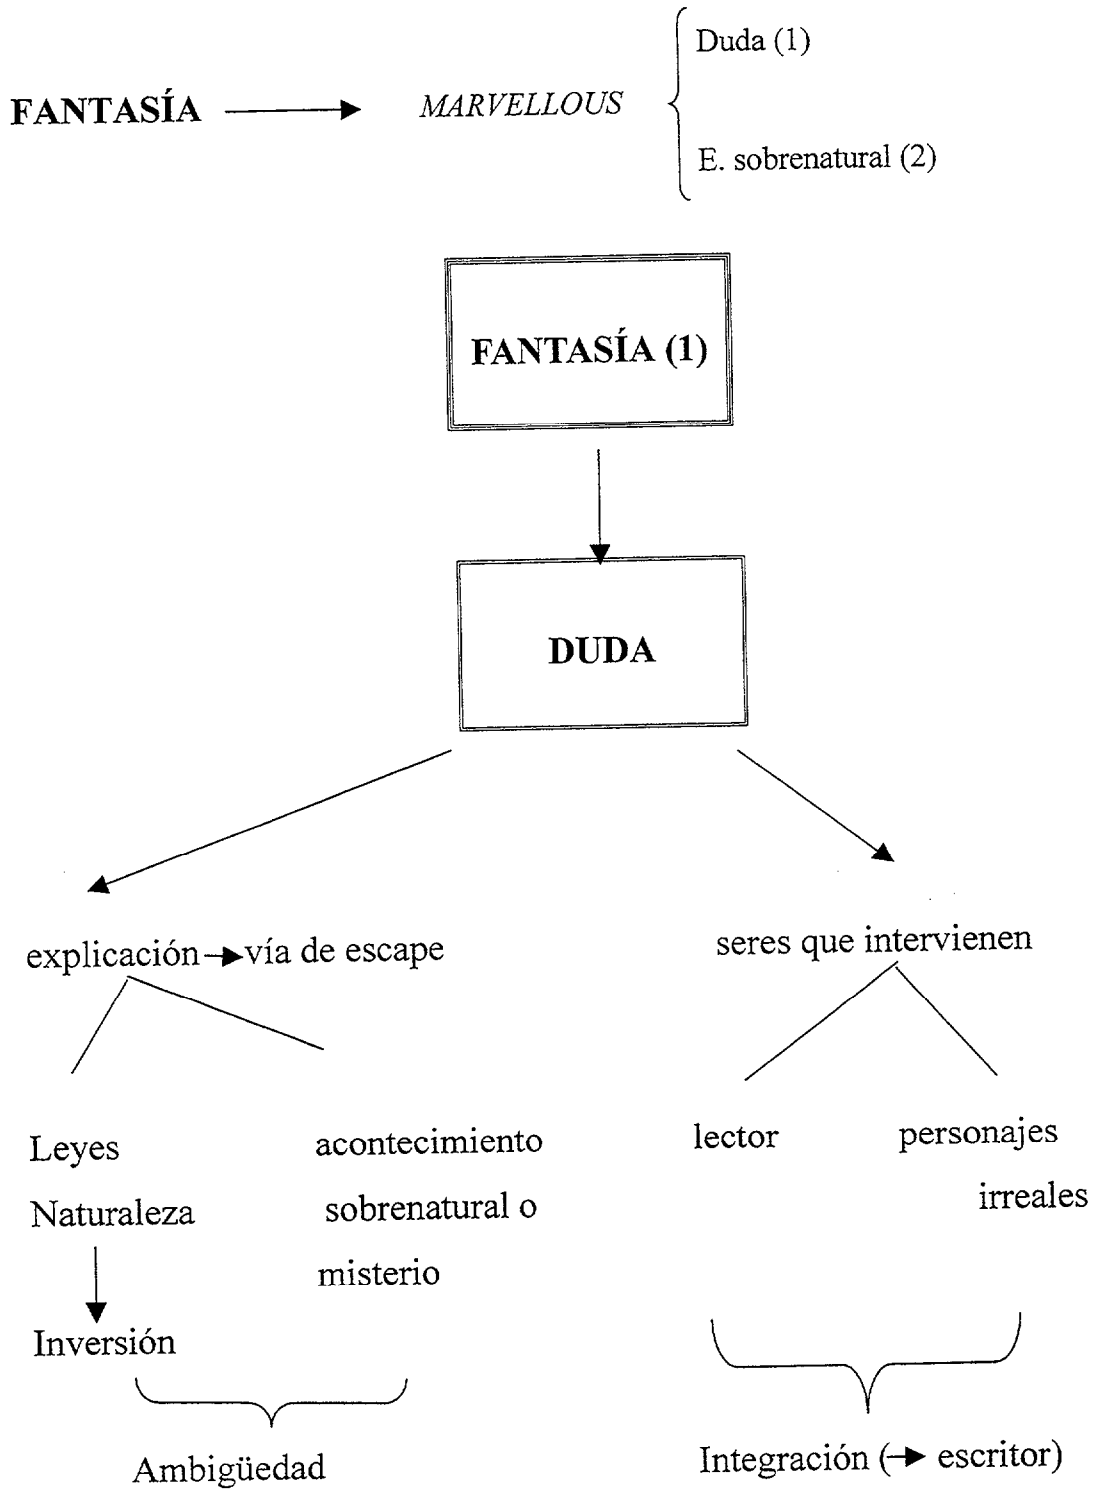 Duda (1)
FANTASÍA → MARVELLOUS
E. sobrenatural (2)
FANTASÍA (1)
DUDA
explicación → vía de escape
seres que intervienen
Leyes
Naturaleza
Inversión
acontecimiento
sobrenatural o
misterio
Ambigüedad
lector
personajes
irreales
Integración (→ escritor)